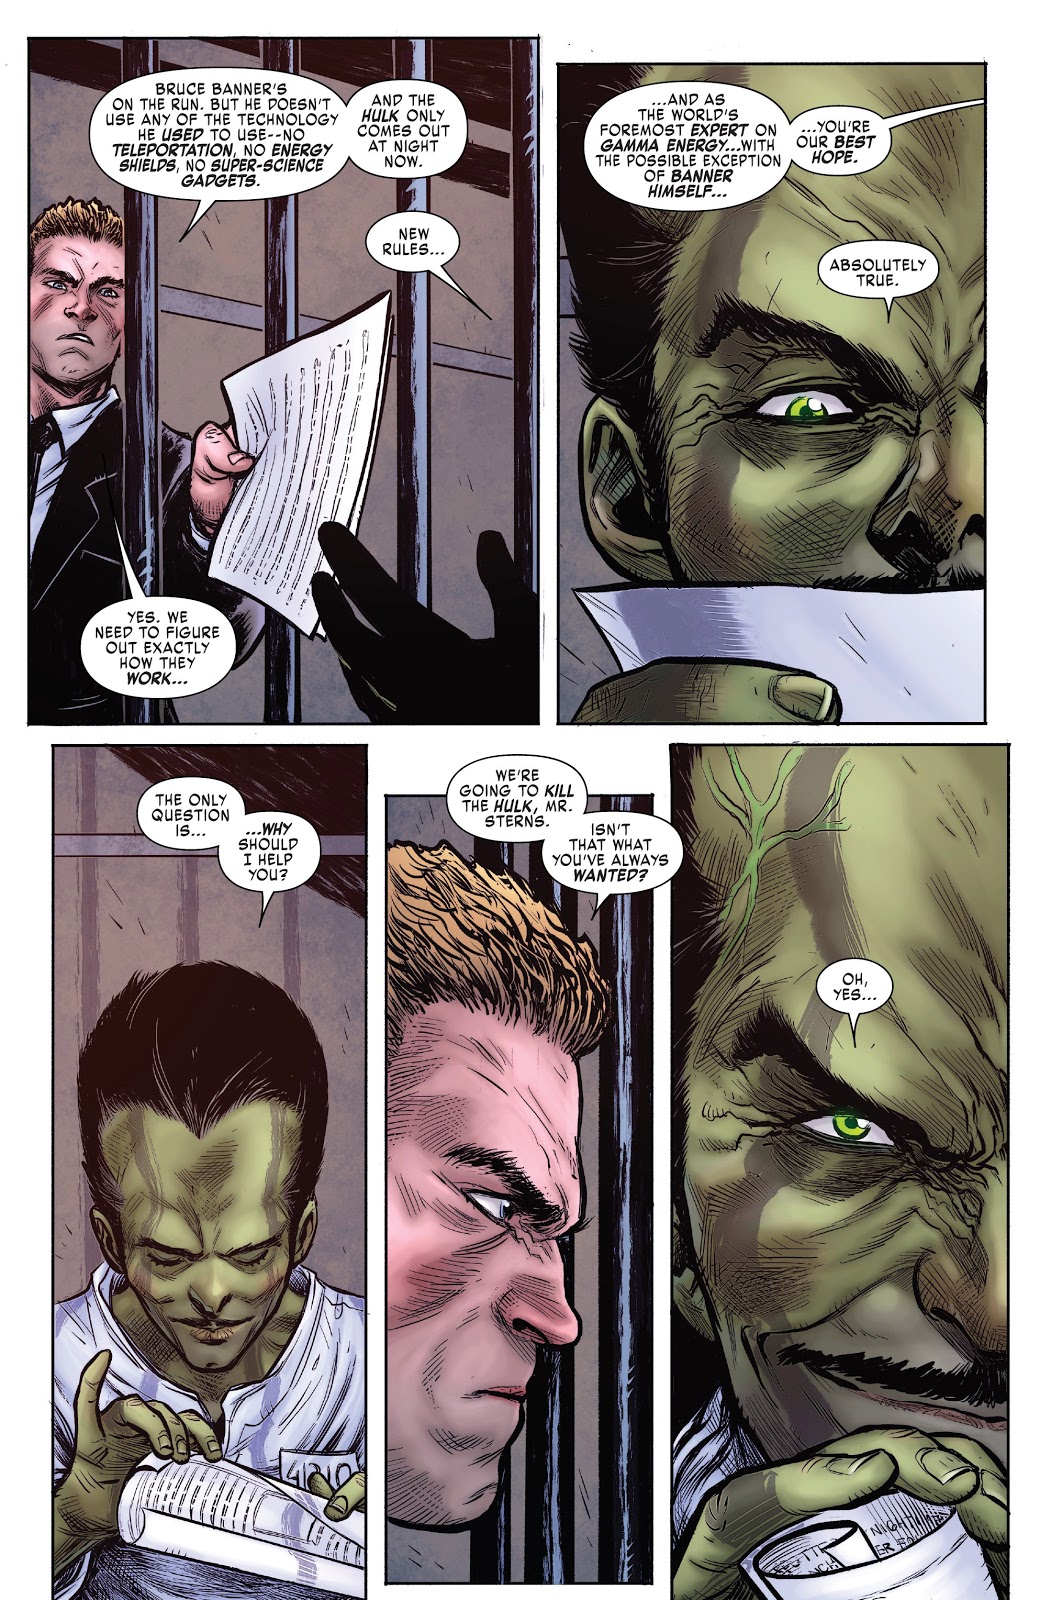 BRUCE BANNER'S
ON THE RUN. BUT HE DOESN'T
USE ANY OF THE TECHNOLOGY
HE USED TO USE--NO
TELEPORTATION, NO ENERGY
SHIELDS, NO SUPER-SCIENCE
GADGETS.
AND THE
HULK ONLY
COMES OUT
AT NIGHT
NOW.
NEW
RULES...
YES. WE
NEED TO FIGURE
OUT EXACTLY
HOW THEY
WORK...
...AND AS
THE WORLD'S
FOREMOST EXPERT ON
GAMMA ENERGY...WITH
THE POSSIBLE EXCEPTION
OF BANNER
HIMSELF...
...YOU'RE
OUR BEST
HOPE.
ABSOLUTELY
TRUE.
THE ONLY
QUESTION
IS...
...WHY
SHOULD
I HELP
YOU?
WE'RE
GOING TO KILL
THE HULK, MR.
STERNS.
ISN'T
THAT WHAT
YOU'VE ALWAYS
WANTED?
OH,
YES...